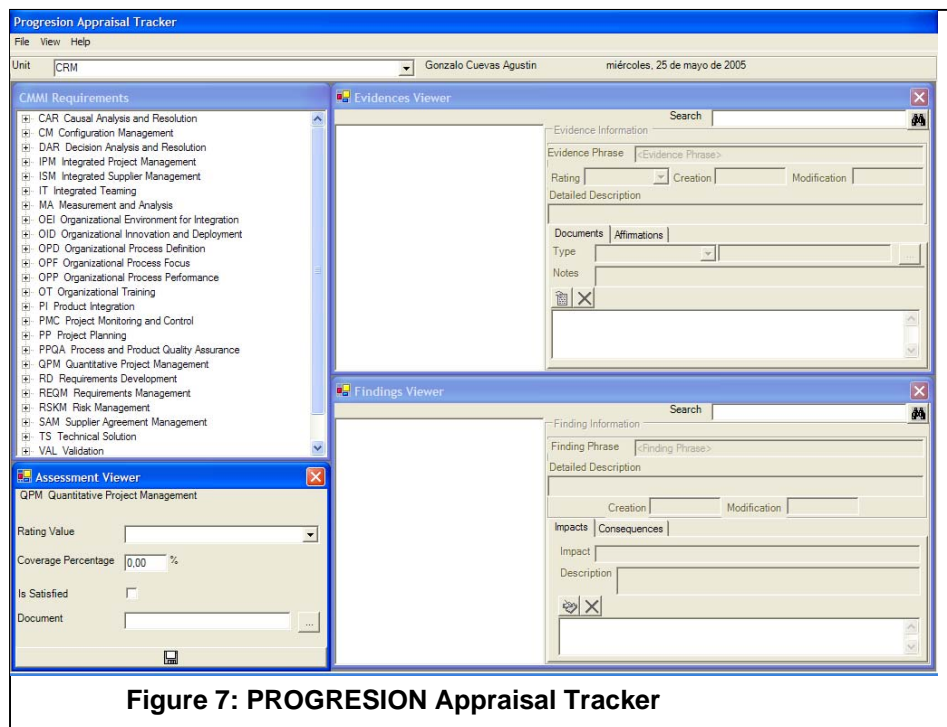 Progresion Appraisal Tracker
File View Help
Unit CRM Gonzalo Cuevas Agustin miércoles, 25 de mayo de 2005
CMMI Requirements
CAR Causal Analysis and Resolution
CM Configuration Management
DAR Decision Analysis and Resolution
IPM Integrated Project Management
ISM Integrated Supplier Management
IT Integrated Teaming
MA Measurement and Analysis
OEI Organizational Environment for Integration
OID Organizational Innovation and Deployment
OPD Organizational Process Definition
OPF Organizational Process Focus
OPP Organizational Process Performance
OT Organizational Training
PI Product Integration
PMC Project Monitoring and Control
PP Project Planning
PPQA Process and Product Quality Assurance
QPM Quantitative Project Management
RD Requirements Development
REQM Requirements Management
RSKM Risk Management
SAM Supplier Agreement Management
TS Technical Solution
VAL Validation
Assessment Viewer
QPM Quantitative Project Management
Rating Value
Coverage Percentage 0,00 %
Is Satisfied
Document ...
Evidences Viewer
Search
Evidence Information
Evidence Phrase <Evidence Phrase>
Rating Creation Modification
Detailed Description
Documents Affirmations
Type ...
Notes
Findings Viewer
Search
Finding Information
Finding Phrase <Finding Phrase>
Detailed Description
Creation Modification
Impacts Consequences
Impact
Description
Figure 7: PROGRESION Appraisal Tracker